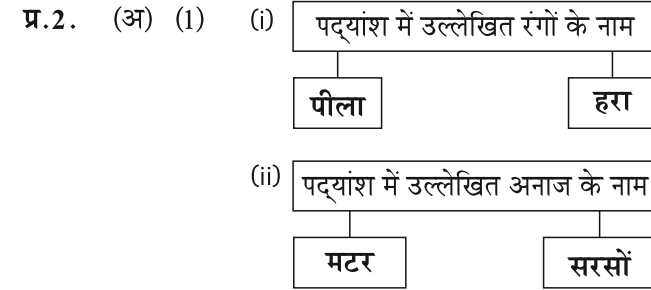 प्र.2. (अ) (1) (i) पद्यांश में उल्लेखित रंगों के नाम
पीला हरा
(ii) पद्यांश में उल्लेखित अनाज के नाम
मटर सरसों